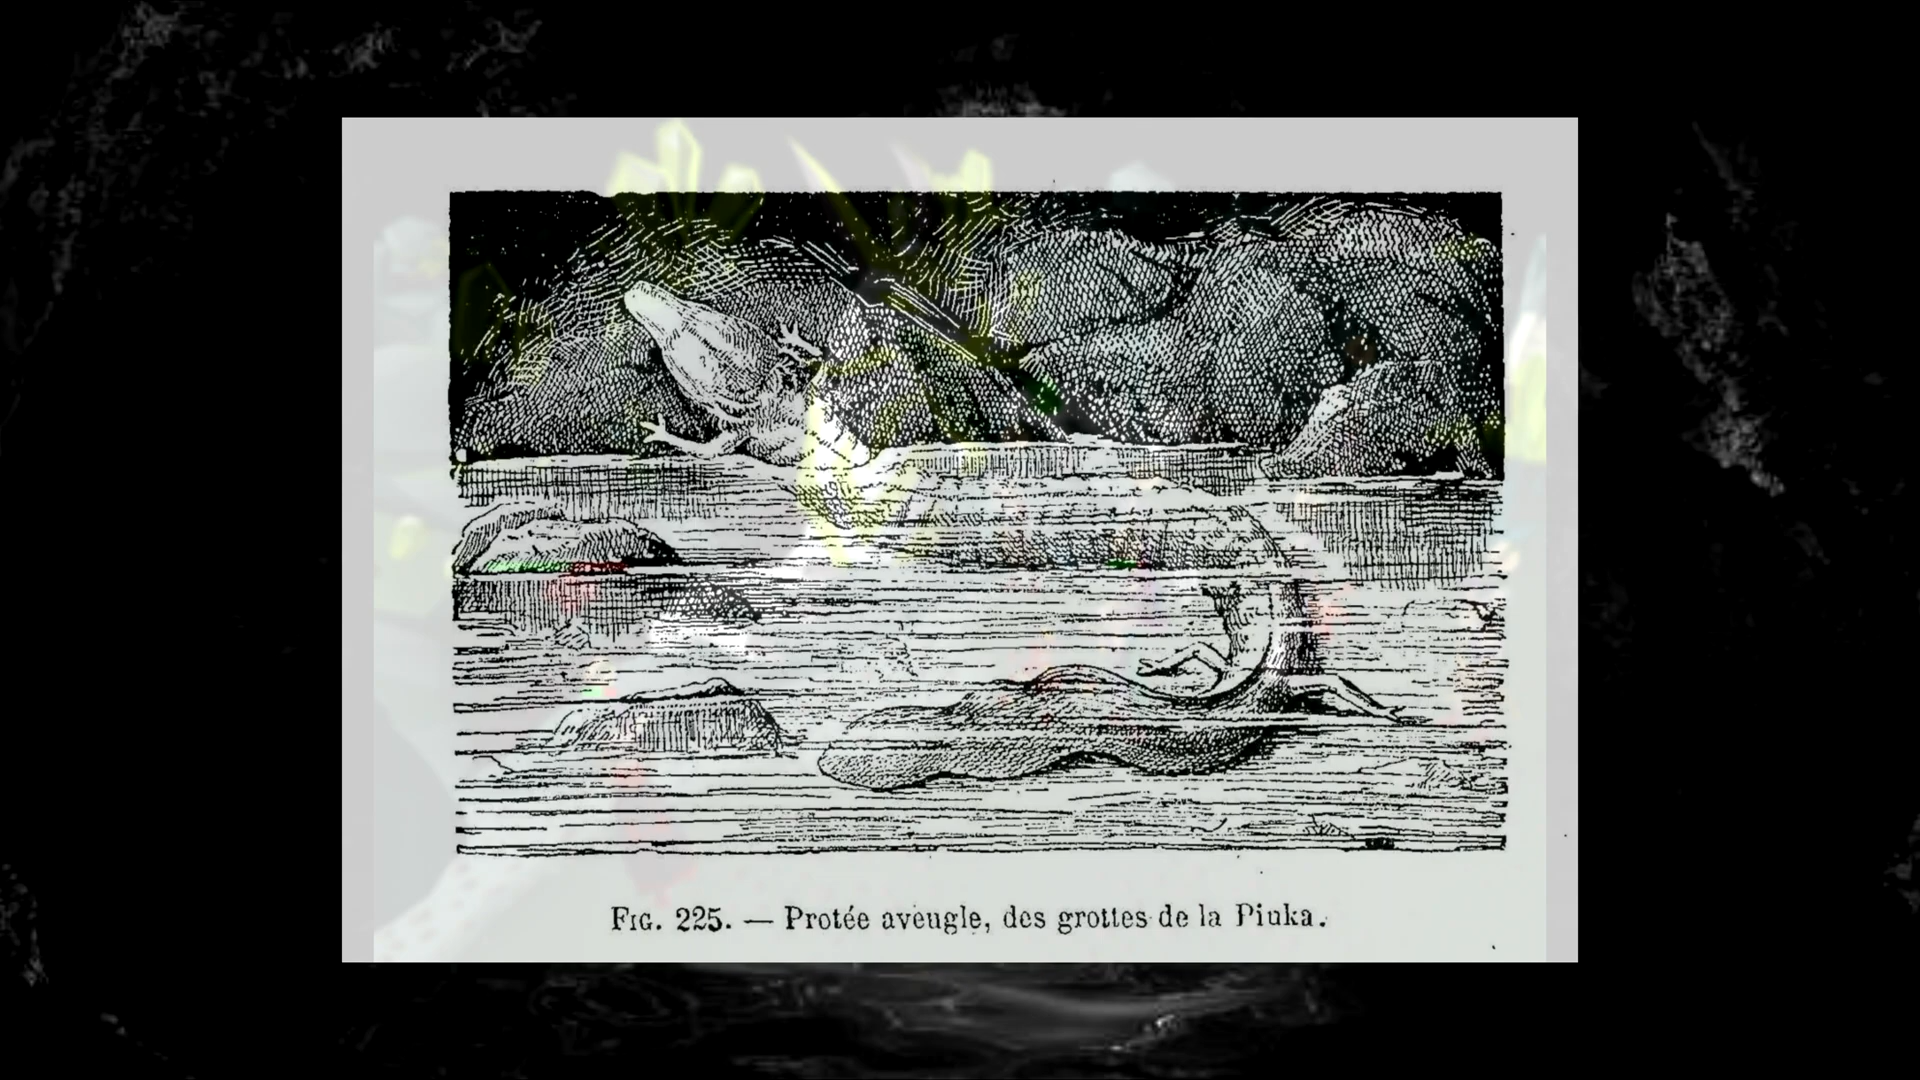 FIG. 225. — Protée aveugle, des grottes de la Piuka.